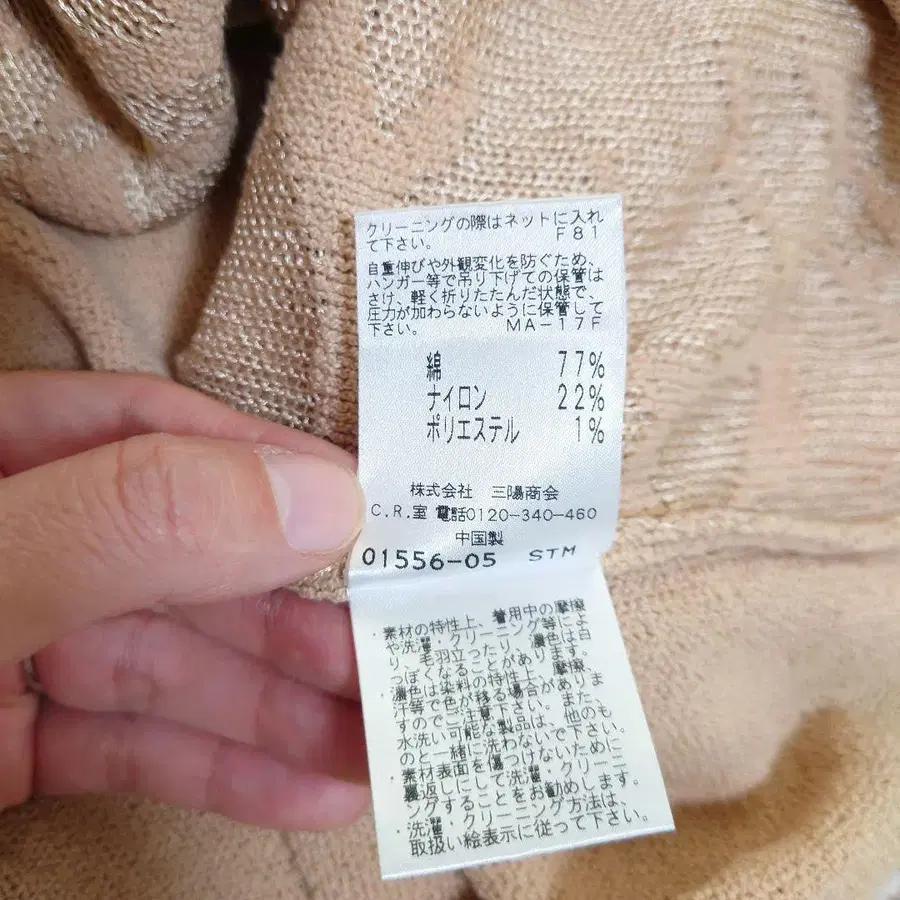 クリーニングの際はネットに入れ
て下さい。 F81
自重伸びや外観変化を防ぐため、
ハンガー等で吊り下げての保管は
さけ、軽く折りたたんだ状態で、
圧力が加わらないように保管して
下さい。 MA-17F
綿 77%
ナイロン 22%
ポリエステル 1%
株式会社 三陽商会
C.R.室 電話0120-340-460
中国製
01556-05 STM
・素材の特性上、着用中の摩擦
や洗濯・クリーニング等によ
り、毛羽立ったり、濃色は白
っぽくなることがあります。
濃色は染料の特性上、摩擦、
汗等で色が移る場合がありま
すのでご注意下さい。また、
水洗い可能な製品は、他のも
のと一緒に洗わないで下さい。
・素材表面を傷つけないために
裏返しにして洗濯・クリーニ
ングすることをお勧めします。
・洗濯・クリーニング方法は、
取扱い絵表示に従って下さい。